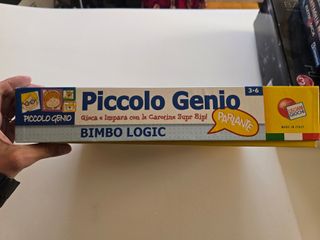 Piccolo Genio
3-6
PICCOLO GENIO
Gioca e Impara con le Carotine Supr Bip!
PARLANTE
BIMBO LOGIC
MADE IN ITALY